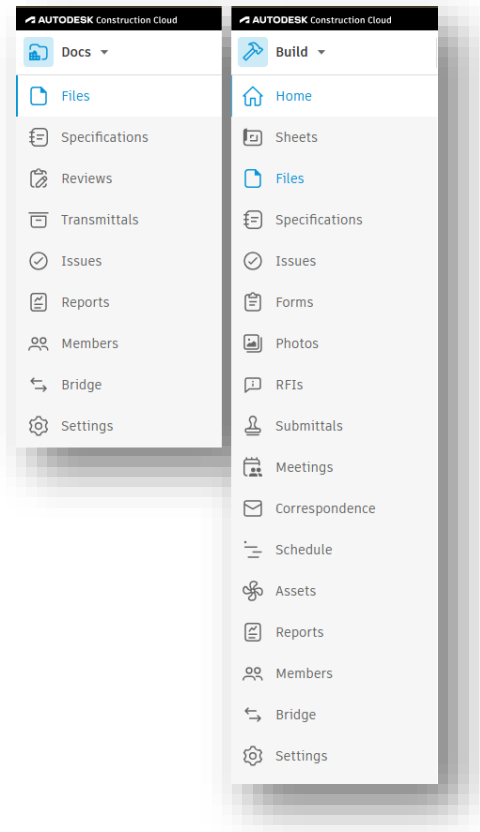 AUTODESK Construction Cloud
Docs
Files
Specifications
Reviews
Transmittals
Issues
Reports
Members
Bridge
Settings
AUTODESK Construction Cloud
Build
Home
Sheets
Files
Specifications
Issues
Forms
Photos
RFIs
Submittals
Meetings
Correspondence
Schedule
Assets
Reports
Members
Bridge
Settings